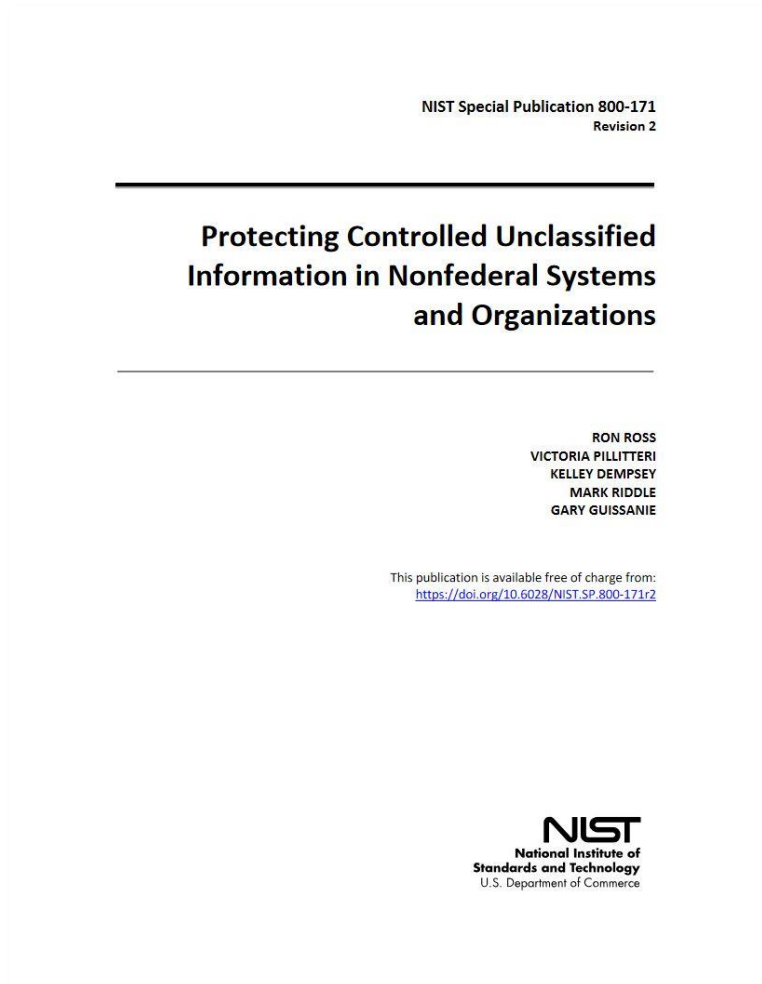 NIST Special Publication 800-171
Revision 2
Protecting Controlled Unclassified
Information in Nonfederal Systems
and Organizations
RON ROSS
VICTORIA PILLITTERI
KELLEY DEMPSEY
MARK RIDDLE
GARY GUISSANIE
This publication is available free of charge from:
https://doi.org/10.6028/NIST.SP.800-171r2
NIST
National Institute of
Standards and Technology
U.S. Department of Commerce